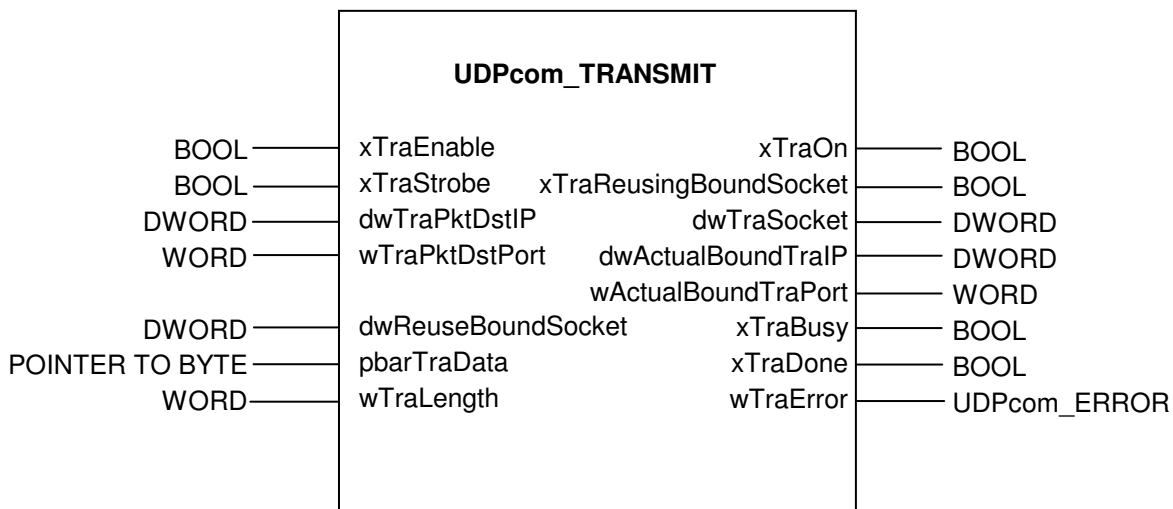 UDPcom_TRANSMIT
BOOL xTraEnable xTraOn BOOL
BOOL xTraStrobe xTraReusingBoundSocket BOOL
DWORD dwTraPktDstIP dwTraSocket DWORD
WORD wTraPktDstPort dwActualBoundTraIP DWORD
wActualBoundTraPort WORD
DWORD dwReuseBoundSocket xTraBusy BOOL
POINTER TO BYTE pbarTraData xTraDone BOOL
WORD wTraLength wTraError UDPcom_ERROR